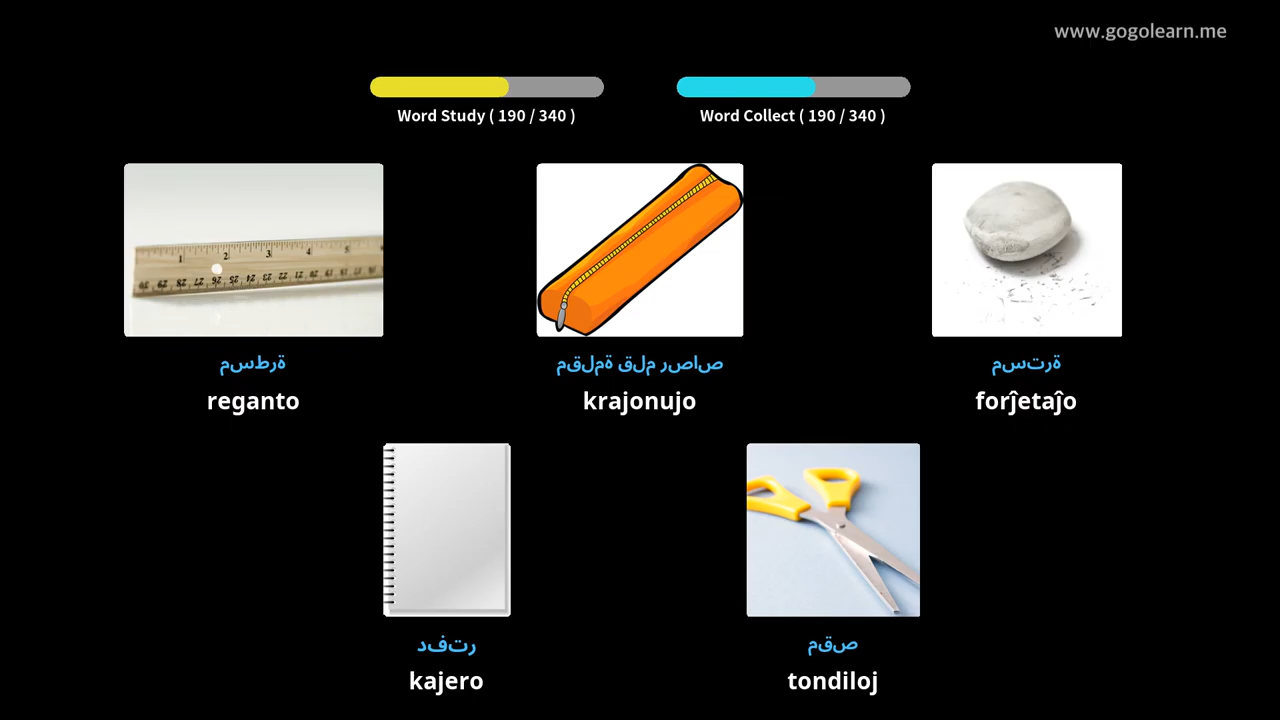 www.gogolearn.me
Word Study ( 190 / 340 )
Word Collect ( 190 / 340 )
مسطرة
reganto
مقلمة قلم رصاص
krajonujo
مسترة
forĵetaĵo
دفتر
kajero
مقص
tondiloj